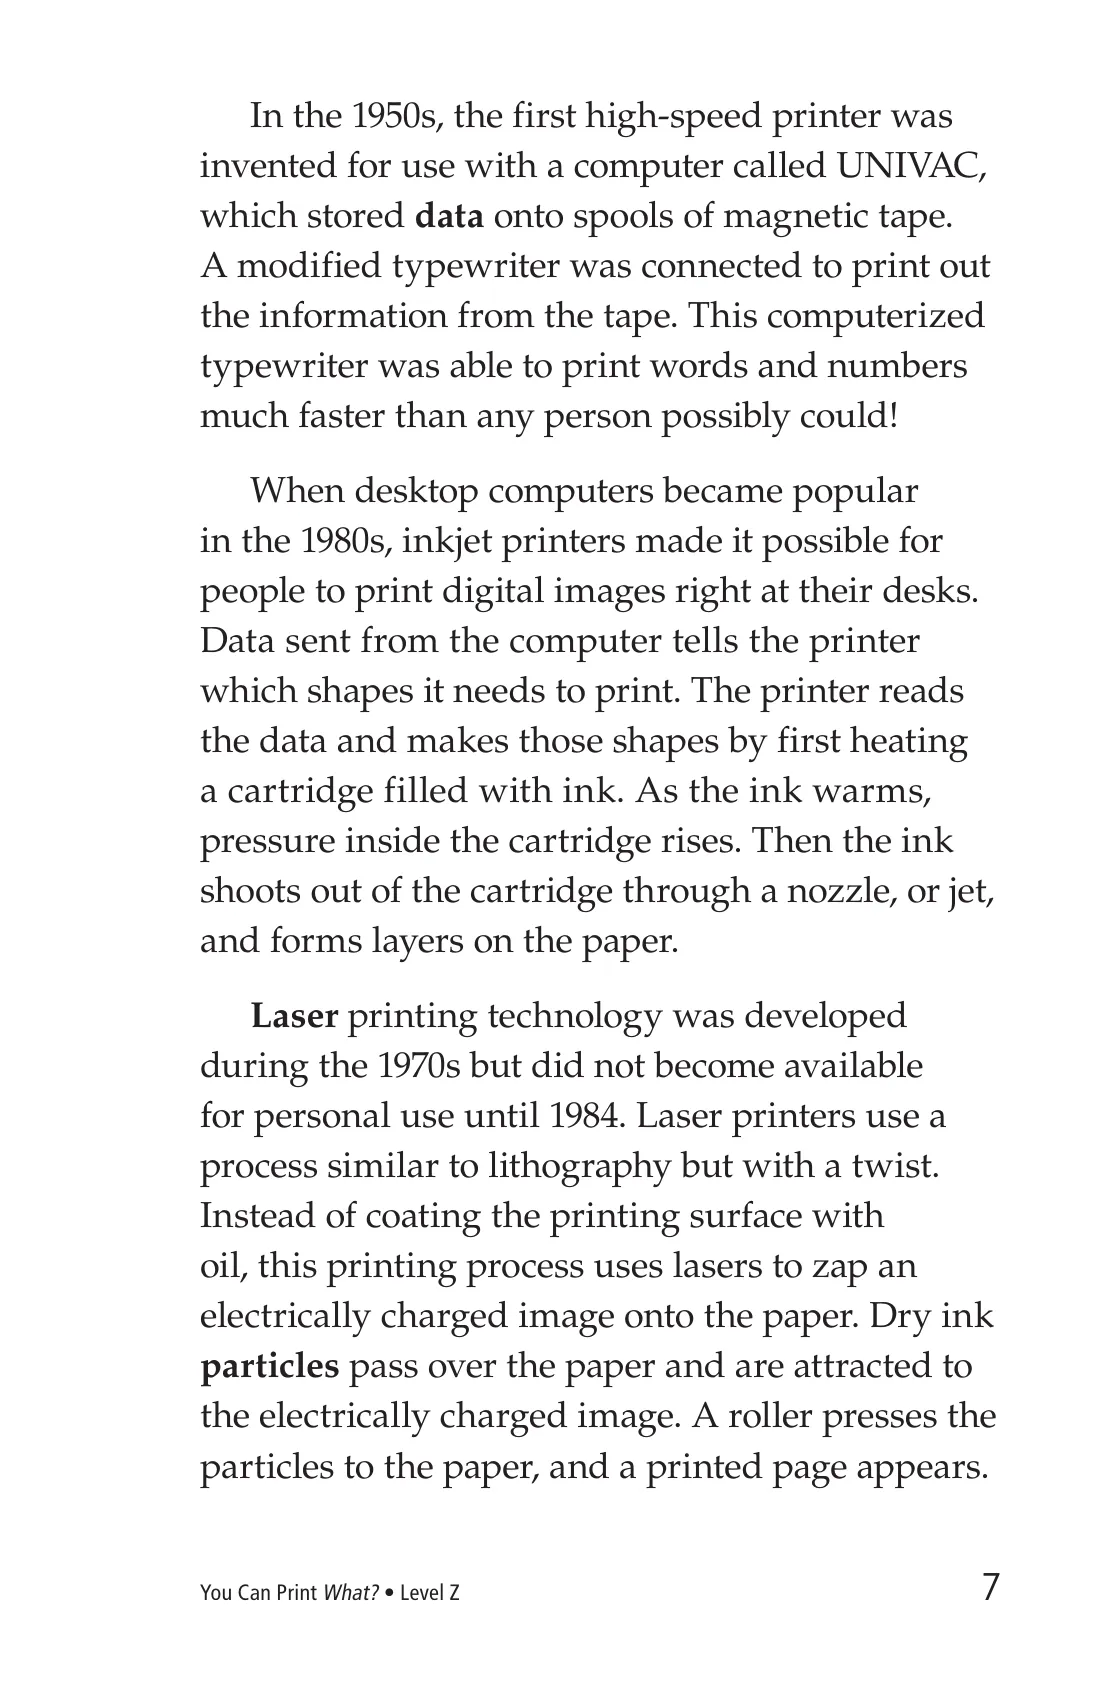 In the 1950s, the first high-speed printer was
invented for use with a computer called UNIVAC,
which stored data onto spools of magnetic tape.
A modified typewriter was connected to print out
the information from the tape. This computerized
typewriter was able to print words and numbers
much faster than any person possibly could!
When desktop computers became popular
in the 1980s, inkjet printers made it possible for
people to print digital images right at their desks.
Data sent from the computer tells the printer
which shapes it needs to print. The printer reads
the data and makes those shapes by first heating
a cartridge filled with ink. As the ink warms,
pressure inside the cartridge rises. Then the ink
shoots out of the cartridge through a nozzle, or jet,
and forms layers on the paper.
Laser printing technology was developed
during the 1970s but did not become available
for personal use until 1984. Laser printers use a
process similar to lithography but with a twist.
Instead of coating the printing surface with
oil, this printing process uses lasers to zap an
electrically charged image onto the paper. Dry ink
particles pass over the paper and are attracted to
the electrically charged image. A roller presses the
particles to the paper, and a printed page appears.
You Can Print What? • Level Z
7